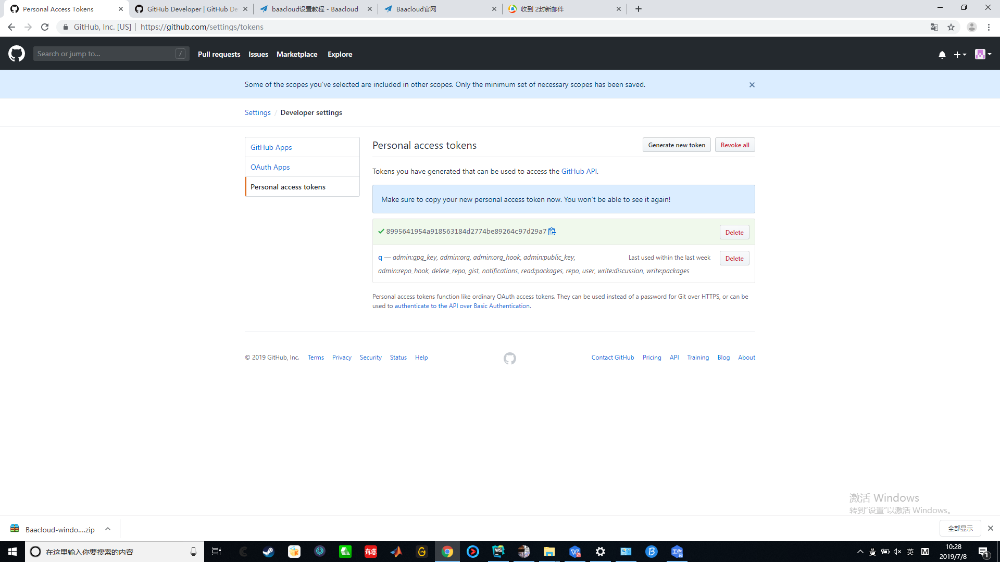 Personal Access Tokens
GitHub Developer | GitHub De
baacloud设置教程 - Baacloud
Baacloud官网
收到 2封新邮件
GitHub, Inc. [US] | https://github.com/settings/tokens
Search or jump to...
/
Pull requests
Issues
Marketplace
Explore
Some of the scopes you've selected are included in other scopes. Only the minimum set of necessary scopes has been saved.
Settings / Developer settings
GitHub Apps
OAuth Apps
Personal access tokens
Personal access tokens
Generate new token
Revoke all
Tokens you have generated that can be used to access the GitHub API.
Make sure to copy your new personal access token now. You won't be able to see it again!
8995641954a918563184d2774be89264c97d29a7
Delete
q — admin:gpg_key, admin:org, admin:org_hook, admin:public_key,
Last used within the last week
Delete
admin:repo_hook, delete_repo, gist, notifications, read:packages, repo, user, write:discussion, write:packages
Personal access tokens function like ordinary OAuth access tokens. They can be used instead of a password for Git over HTTPS, or can be
used to authenticate to the API over Basic Authentication.
© 2019 GitHub, Inc.
Terms
Privacy
Security
Status
Help
Contact GitHub
Pricing
API
Training
Blog
About
激活 Windows
转到"设置"以激活 Windows。
Baacloud-windo....zip
全部显示
在这里输入你要搜索的内容
有道
WS
工作
英
M
10:28
2019/7/8
1